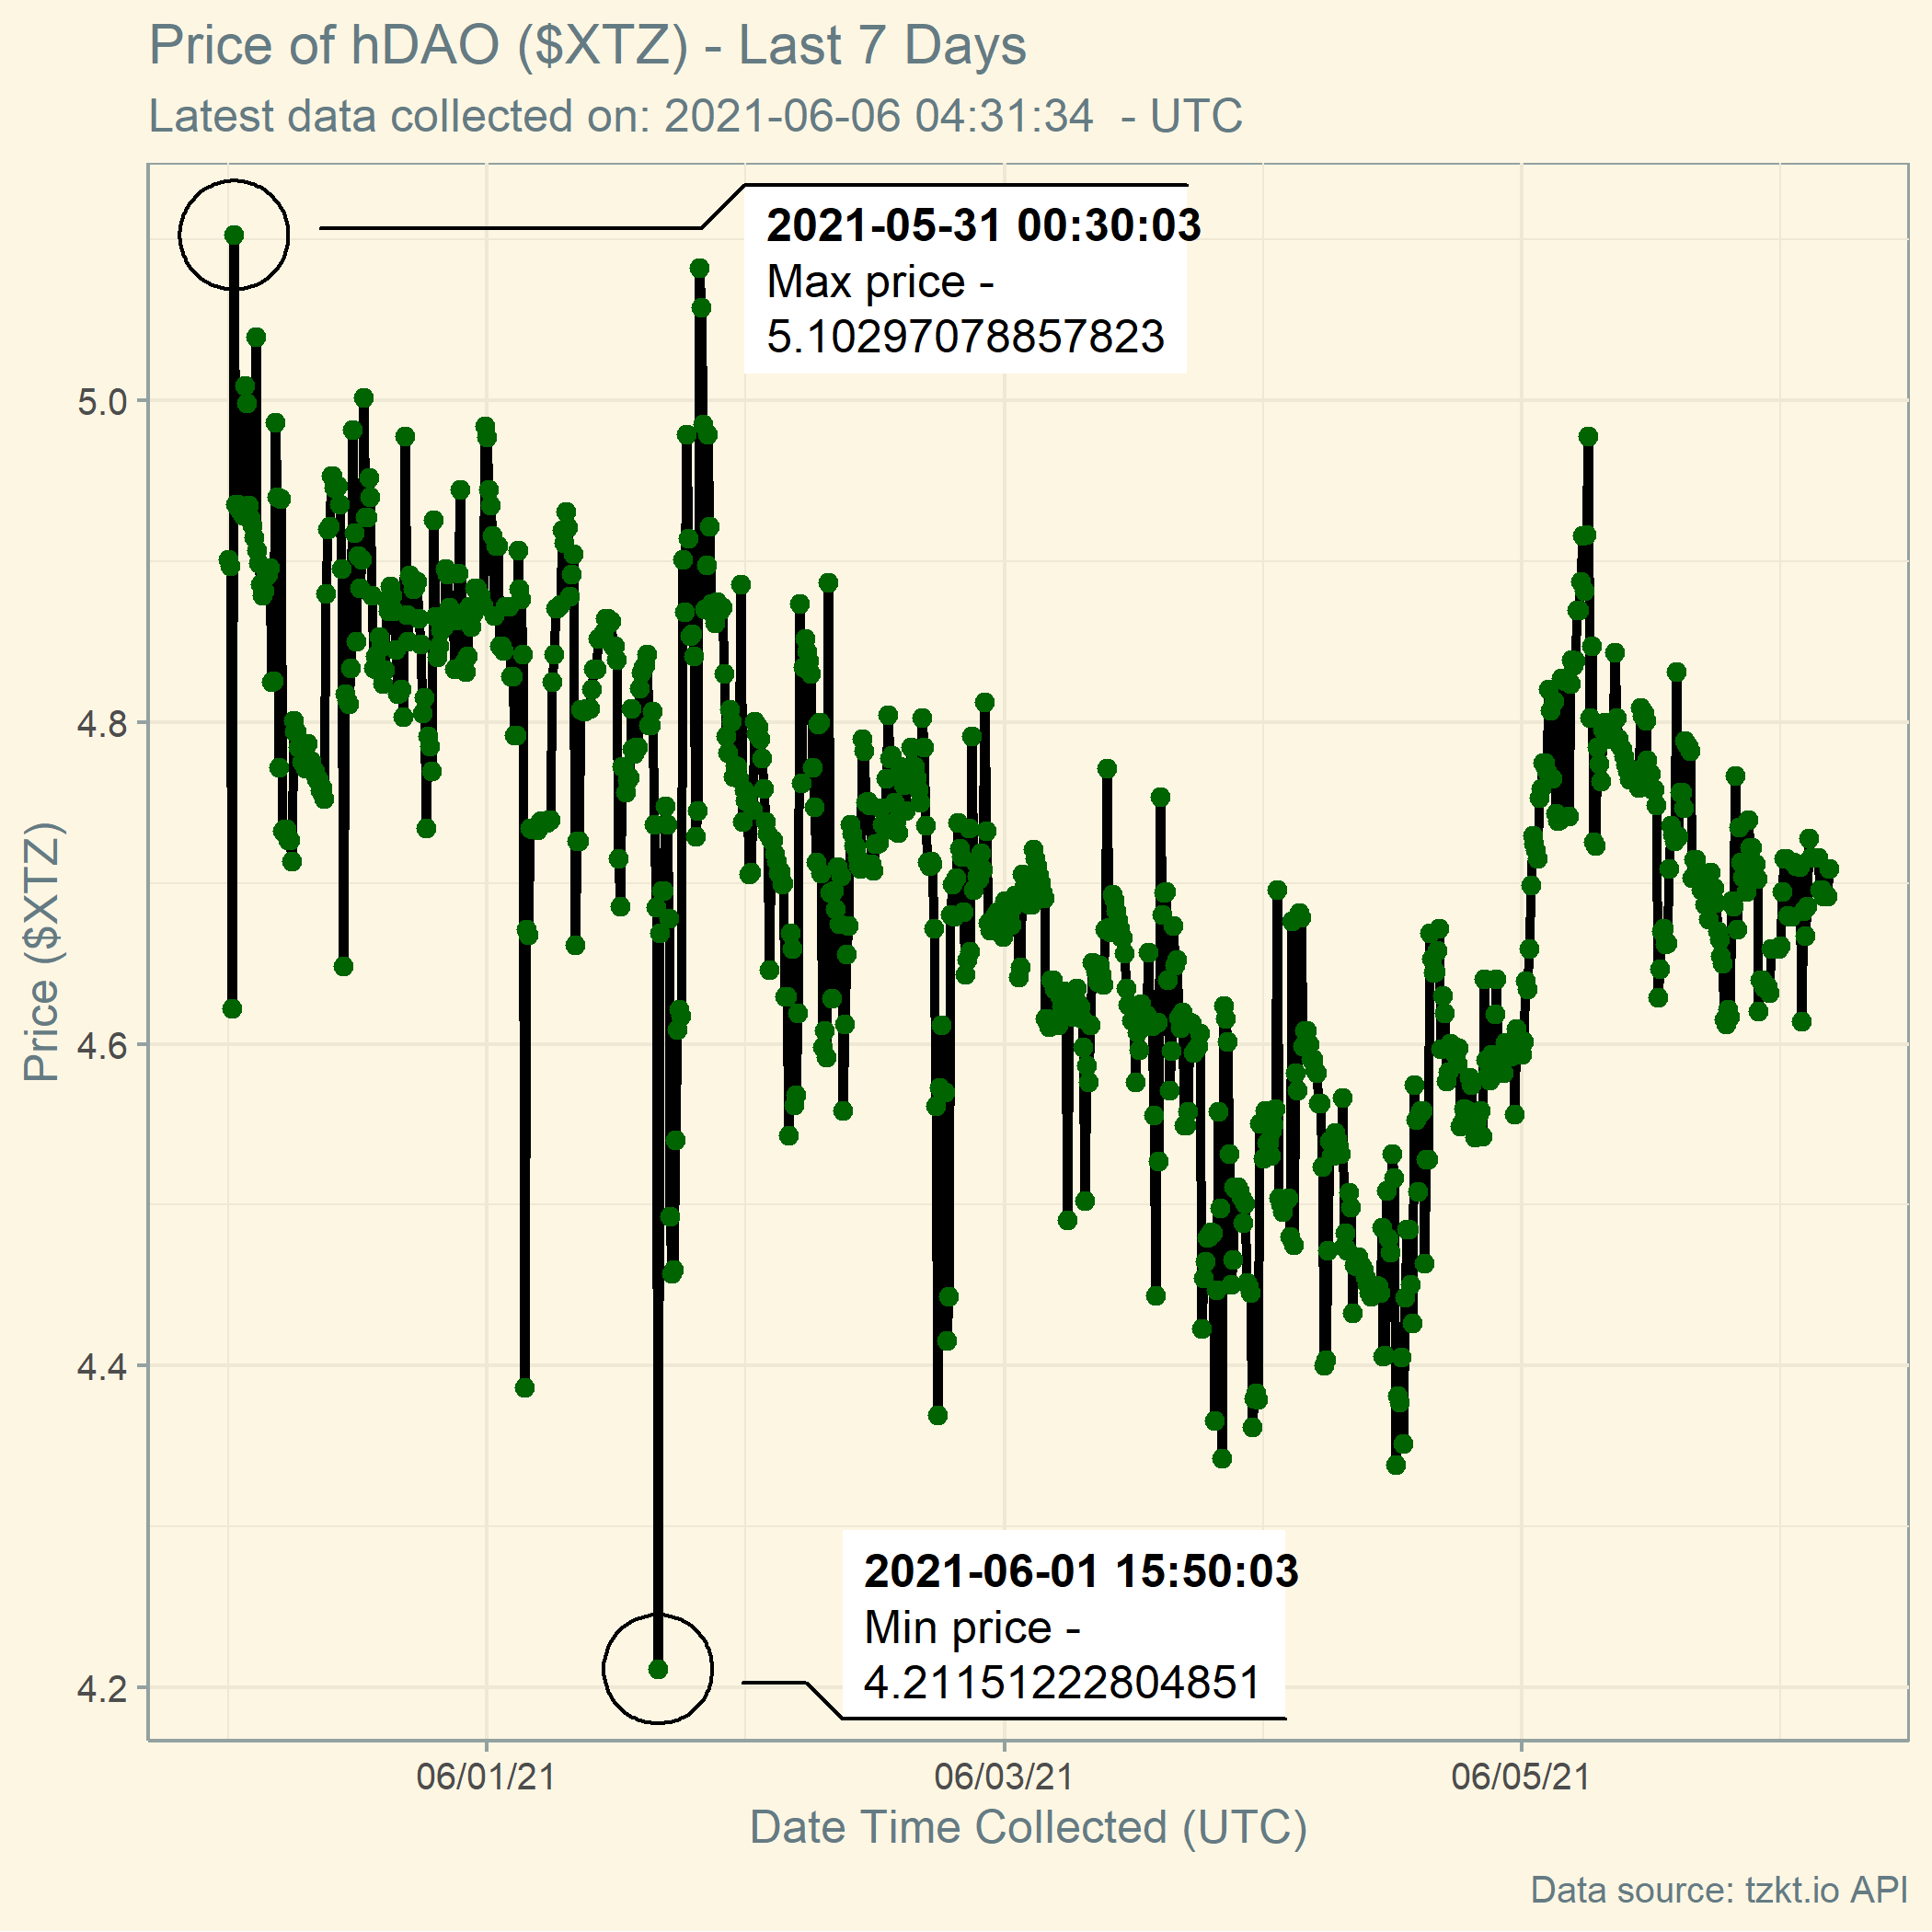 Price of hDAO ($XTZ) - Last 7 Days
Latest data collected on: 2021-06-06 04:31:34  - UTC
2021-05-31 00:30:03
Max price -
5.10297078857823
5.0
4.8
4.6
4.4
4.2
Price ($XTZ)
2021-06-01 15:50:03
Min price -
4.21151222804851
06/01/21
06/03/21
06/05/21
Date Time Collected (UTC)
Data source: tzkt.io API